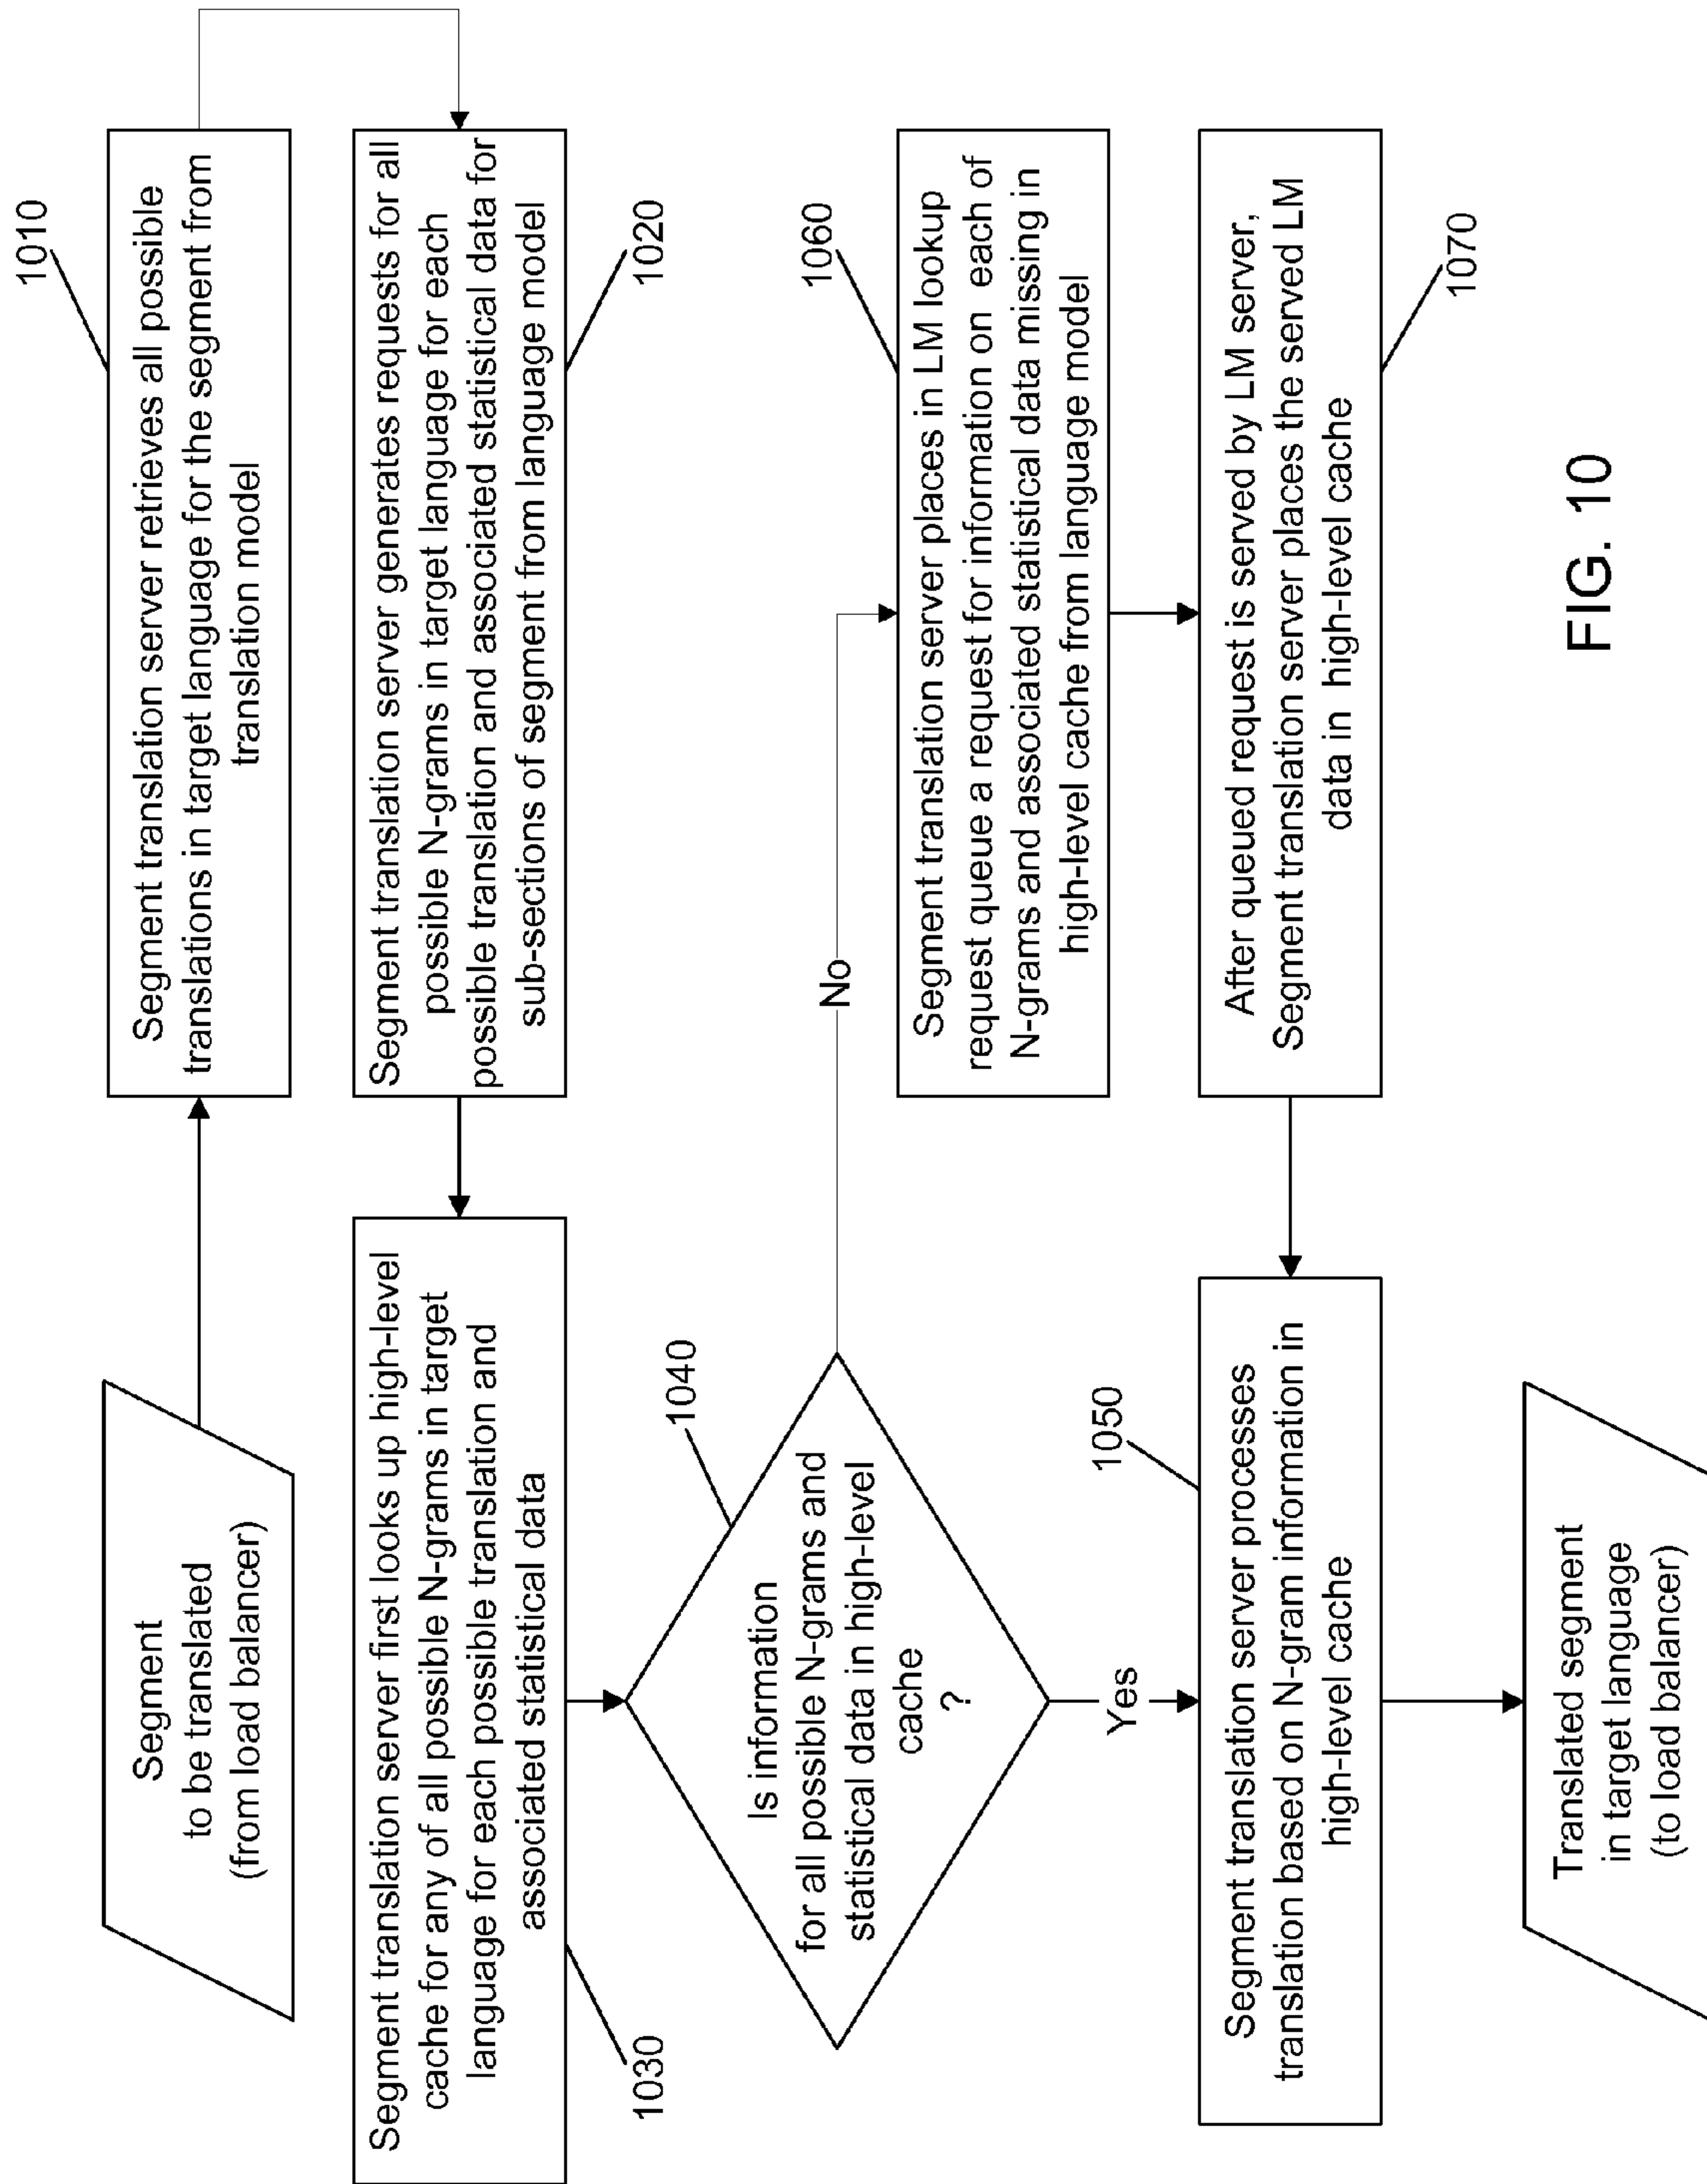 Segment
to be translated
(from load balancer)
1010
Segment translation server retrieves all possible
translations in target language for the segment from
translation model
Segment translation server generates requests for all
possible N-grams in target language for each
possible translation and associated statistical data for
sub-sections of segment from language model
1020
Segment translation server first looks up high-level
cache for any of all possible N-grams in target
language for each possible translation and
associated statistical data
1030
1040
Is information
for all possible N-grams and
statistical data in high-level
cache
?
No
Yes
1060
Segment translation server places in LM lookup
request queue a request for information on each of
N-grams and associated statistical data missing in
high-level cache from language model
After queued request is served by LM server,
Segment translation server places the served LM
data in high-level cache
1070
1050
Segment translation server processes
translation based on N-gram information in
high-level cache
Translated segment
in target language
(to load balancer)
FIG. 10